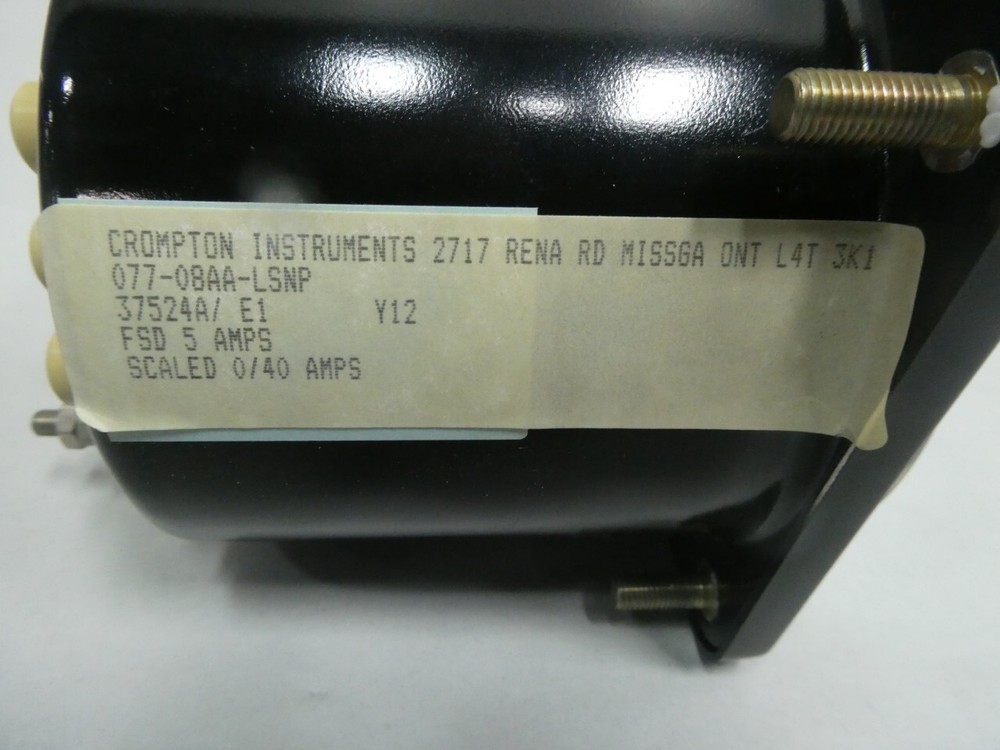 CROMPTON INSTRUMENTS 2717 RENA RD MISSGA ONT L4T 3K1
077-08AA-LSNP
37524A/ E1 Y12
FSD 5 AMPS
SCALED 0/40 AMPS